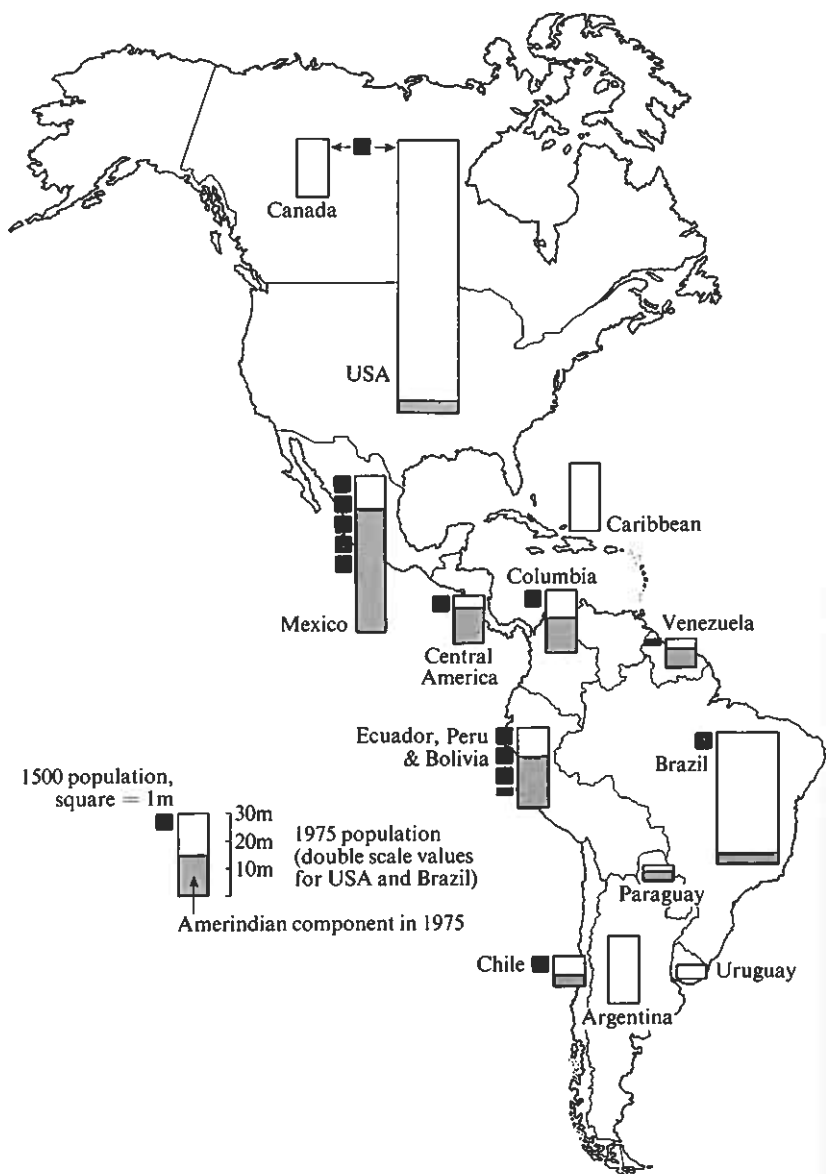 Canada
USA
Caribbean
Mexico
Central
America
Columbia
Venezuela
Ecuador, Peru
& Bolivia
Brazil
1500 population,
square = 1m
30m
20m
10m
1975 population
(double scale values
for USA and Brazil)
Amerindian component in 1975
Paraguay
Chile
Uruguay
Argentina